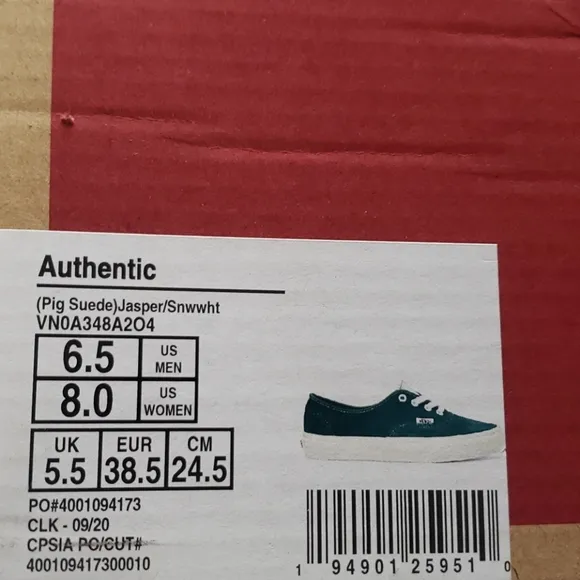 Authentic
(Pig Suede)Jasper/Snwwht
VN0A348A2O4
6.5 US MEN
8.0 US WOMEN
UK EUR CM
5.5 38.5 24.5
PO#4001094173
CLK - 09/20
CPSIA PO/CUT#
400109417300010
1 94901 25951 0